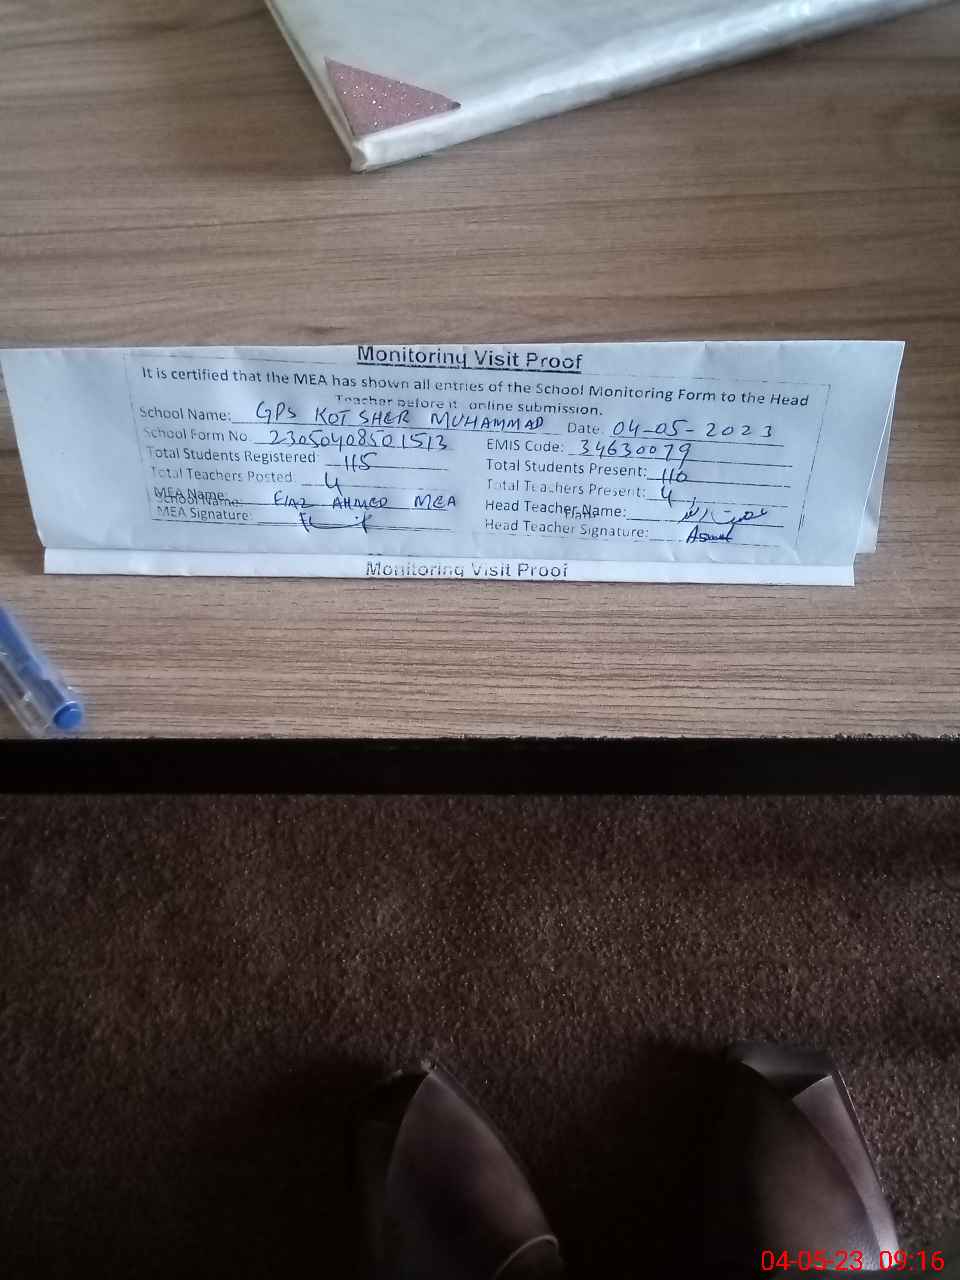 Monitoring Visit Proof
It is certified that the MEA has shown all entries of the School Monitoring Form to the Head
Teacher before it online submission.
School Name: GPS KOT SHER MUHAMMAD Date: 04-05-2023
School Form No. 2305040850 1513 EMIS Code: 34630079
Total Students Registered: 115 Total Students Present: 110
Total Teachers Posted: 4 Total Teachers Present: 4
MEA Name: EJAZ AHMED MEA Head Teacher Name:
School Name:
MEA Signature: Head Teacher Signature:
Monitoring Visit Proof
04-05-23 09:16